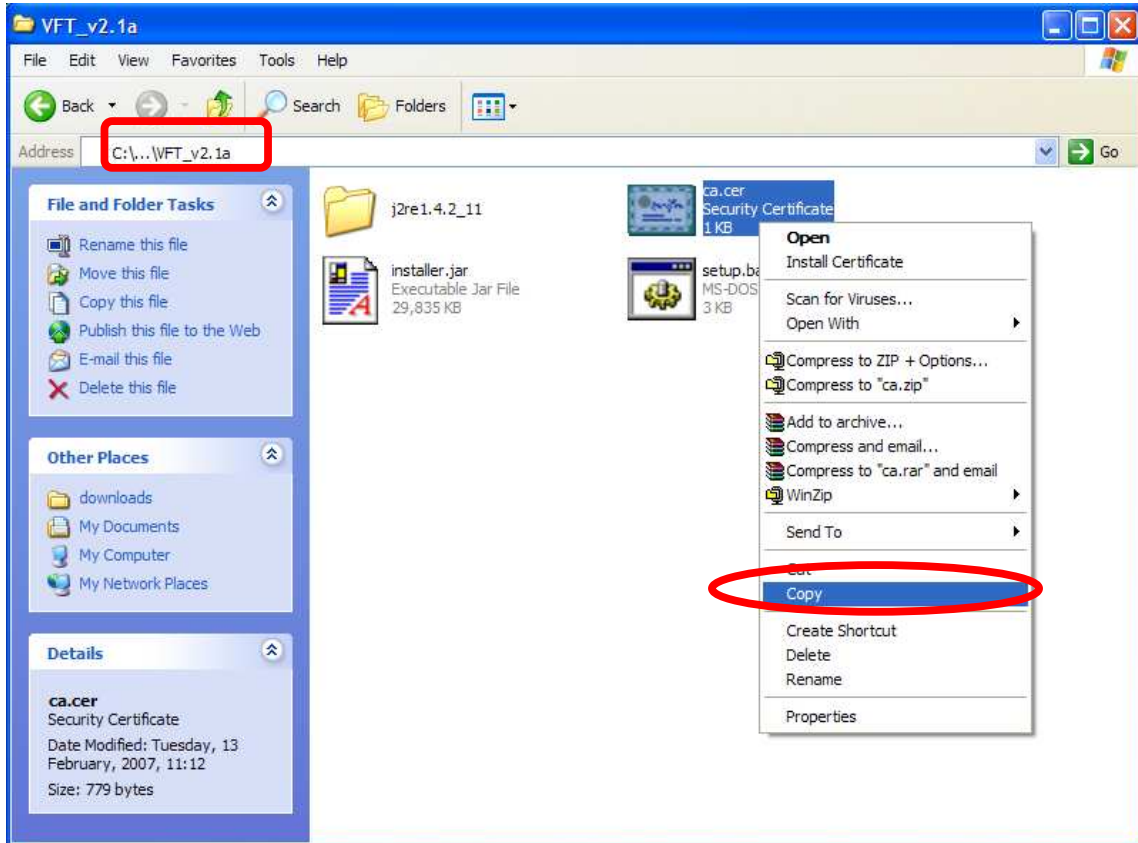 VFT_v2.1a
File Edit View Favorites Tools Help
Back Search Folders
Address C:\...\VFT_v2.1a Go
File and Folder Tasks
Rename this file
Move this file
Copy this file
Publish this file to the Web
E-mail this file
Delete this file
Other Places
downloads
My Documents
My Computer
My Network Places
Details
ca.cer
Security Certificate
Date Modified: Tuesday, 13
February, 2007, 11:12
Size: 779 bytes
j2re1.4.2_11
installer.jar
Executable Jar File
29,835 KB
ca.cer
Security Certificate
1 KB
setup.ba
MS-DOS
3 KB
Open
Install Certificate
Scan for Viruses...
Open With
Compress to ZIP + Options...
Compress to "ca.zip"
Add to archive...
Compress and email...
Compress to "ca.rar" and email
WinZip
Send To
Cut
Copy
Create Shortcut
Delete
Rename
Properties